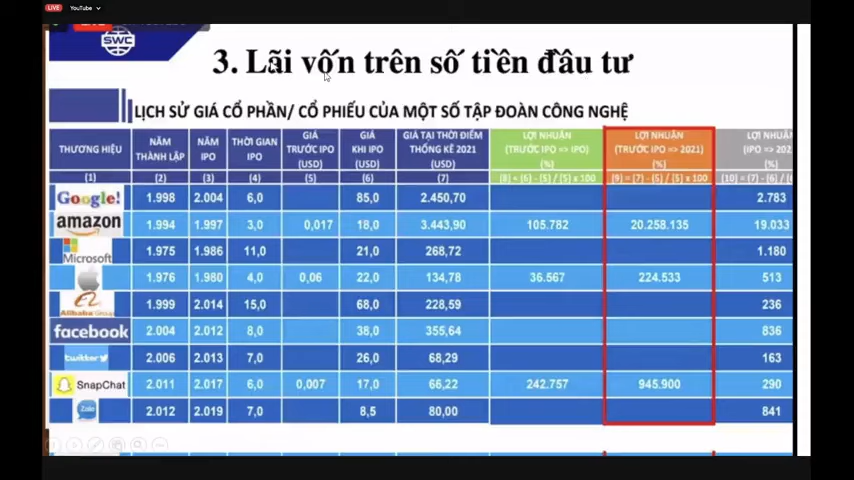 LIVE YouTube
SWC
3. Lãi vốn trên số tiền đầu tư
LỊCH SỬ GIÁ CỔ PHẦN/ CỔ PHIẾU CỦA MỘT SỐ TẬP ĐOÀN CÔNG NGHỆ
THƯƠNG HIỆU NĂM THÀNH LẬP NĂM IPO THỜI GIAN IPO GIÁ TRƯỚC IPO (USD) GIÁ KHI IPO (USD) GIÁ TẠI THỜI ĐIỂM THỐNG KÊ 2021 (USD) LỢI NHUẬN (TRƯỚC IPO => IPO) (%) LỢI NHUẬN (TRƯỚC IPO => 2021) (%) LỢI NHUẬN (IPO => 202
(1) (2) (3) (4) (5) (6) (7) (8) = (6) - (5) / (5) x 100 (9) = (7) - (5) / (5) x 100 (10) = (7) - (6) / (6
Google! 1.998 2.004 6,0 85,0 2.450,70 2.783
amazon 1.994 1.997 3,0 0,017 18,0 3.443,90 105.782 20.258.135 19.033
Microsoft 1.975 1.986 11,0 21,0 268,72 1.180
1.976 1.980 4,0 0,06 22,0 134,78 36.567 224.533 513
Alibaba Group 1.999 2.014 15,0 68,0 228,59 236
facebook 2.004 2.012 8,0 38,0 355,64 836
twitter 2.006 2.013 7,0 26,0 68,29 163
SnapChat 2.011 2.017 6,0 0,007 17,0 66,22 242.757 945.900 290
Zalo 2.012 2.019 7,0 8,5 80,00 841